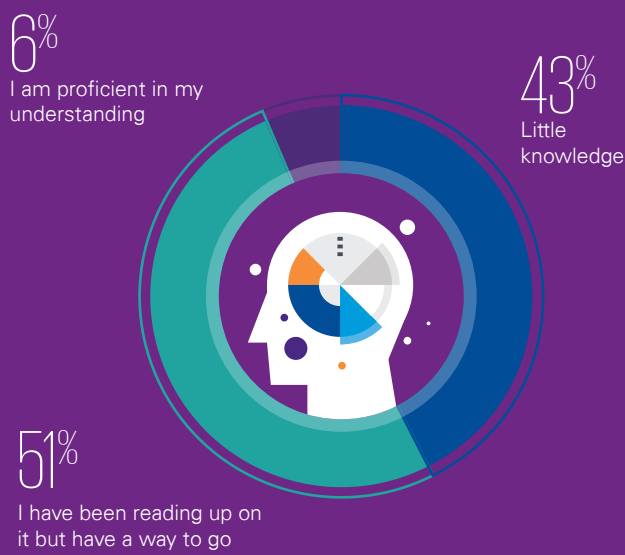 6%
I am proficient in my
understanding
43%
Little
knowledge
51%
I have been reading up on
it but have a way to go